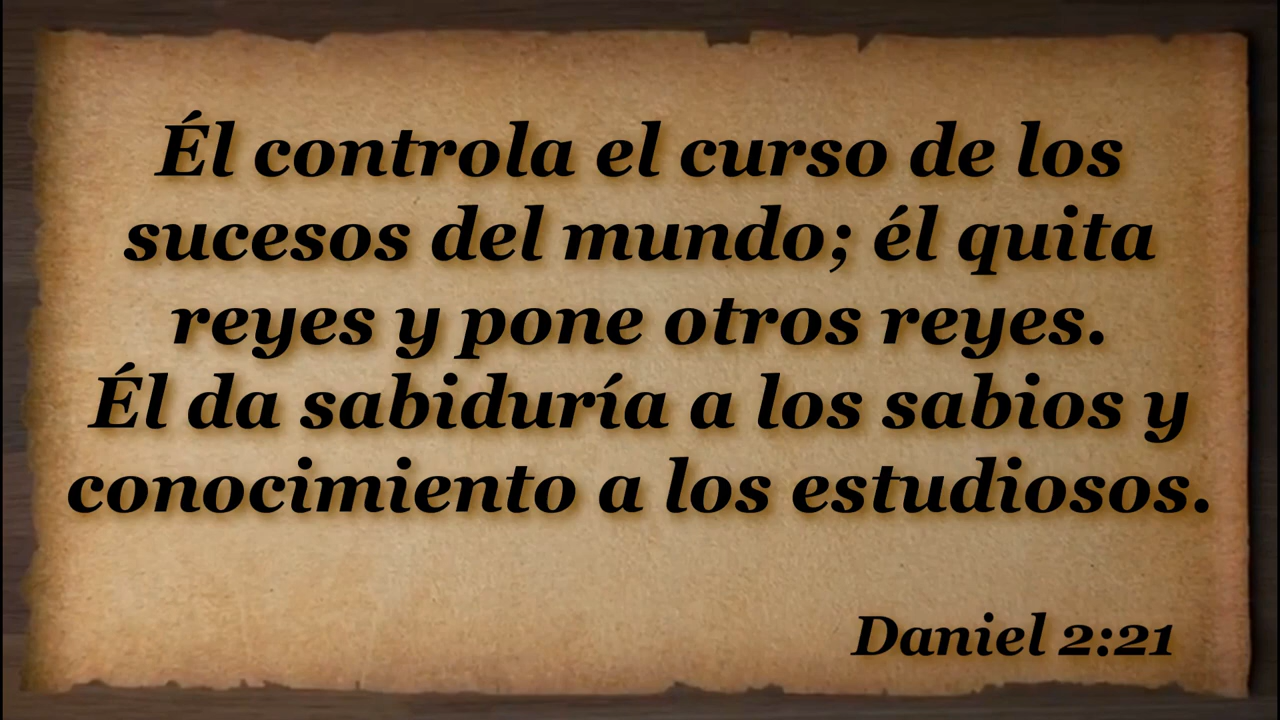 Él controla el curso de los
sucesos del mundo; él quita
reyes y pone otros reyes.
Él da sabiduría a los sabios y
conocimiento a los estudiosos.
Daniel 2:21